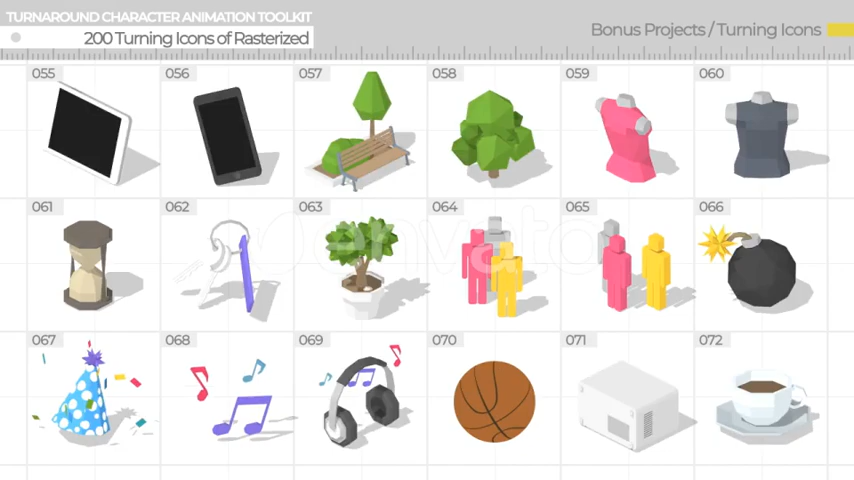 TURNAROUND CHARACTER ANIMATION TOOLKIT
200 Turning Icons of Rasterized
Bonus Projects / Turning Icons
055 056 057 058 059 060
061 062 063 064 065 066
envato
067 068 069 070 071 072